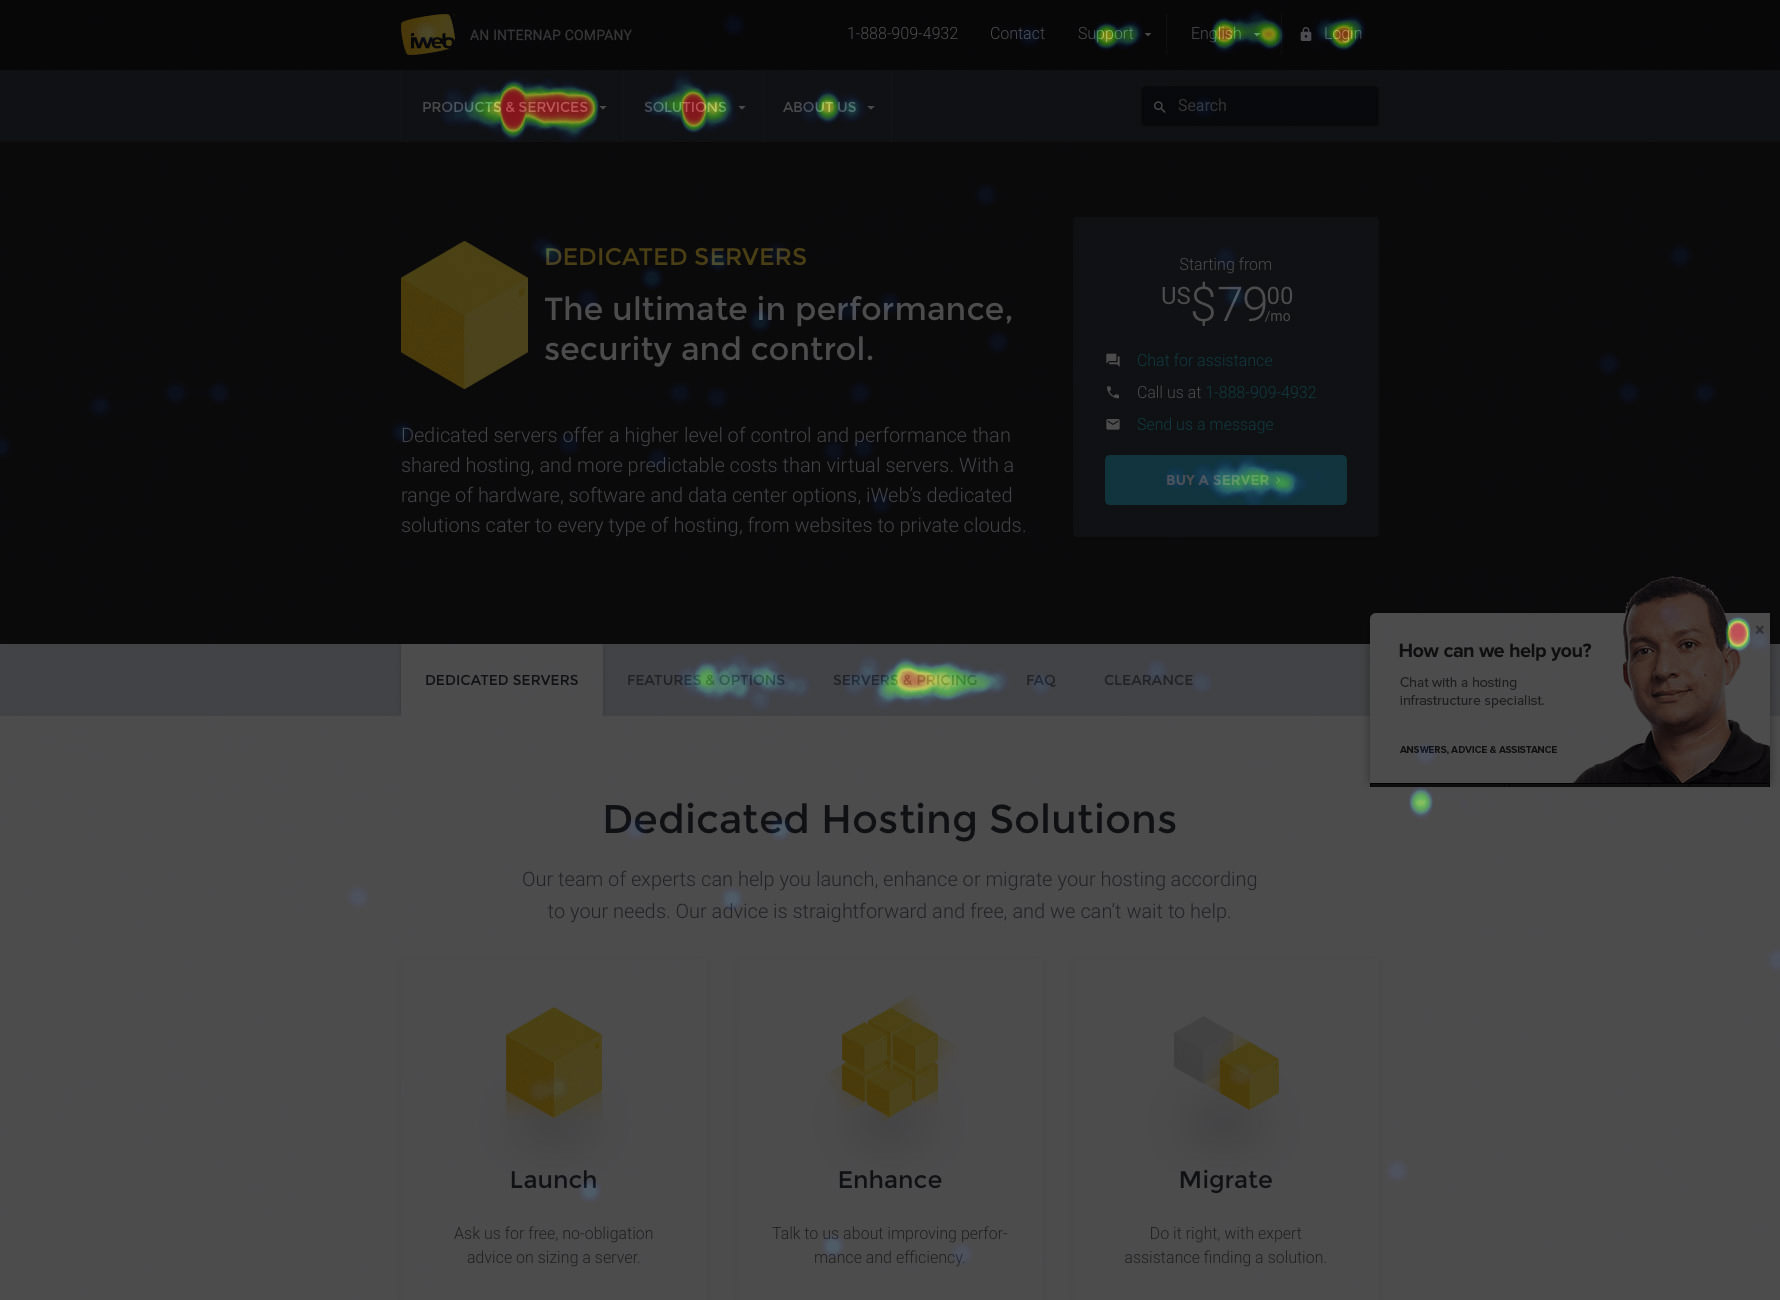 iweb AN INTERNAP COMPANY
1-888-909-4932 Contact Support English Login
PRODUCTS & SERVICES SOLUTIONS ABOUT US Search
DEDICATED SERVERS
The ultimate in performance,
security and control.
Dedicated servers offer a higher level of control and performance than
shared hosting, and more predictable costs than virtual servers. With a
range of hardware, software and data center options, iWeb's dedicated
solutions cater to every type of hosting, from websites to private clouds.
Starting from
US$7900/mo
Chat for assistance
Call us at 1-888-909-4932
Send us a message
BUY A SERVER ›
How can we help you? ×
Chat with a hosting
infrastructure specialist.
ANSWERS, ADVICE & ASSISTANCE
DEDICATED SERVERS FEATURES & OPTIONS SERVERS & PRICING FAQ CLEARANCE
Dedicated Hosting Solutions
Our team of experts can help you launch, enhance or migrate your hosting according
to your needs. Our advice is straightforward and free, and we can't wait to help.
Launch
Ask us for free, no-obligation
advice on sizing a server.
Enhance
Talk to us about improving perfor-
mance and efficiency.
Migrate
Do it right, with expert
assistance finding a solution.